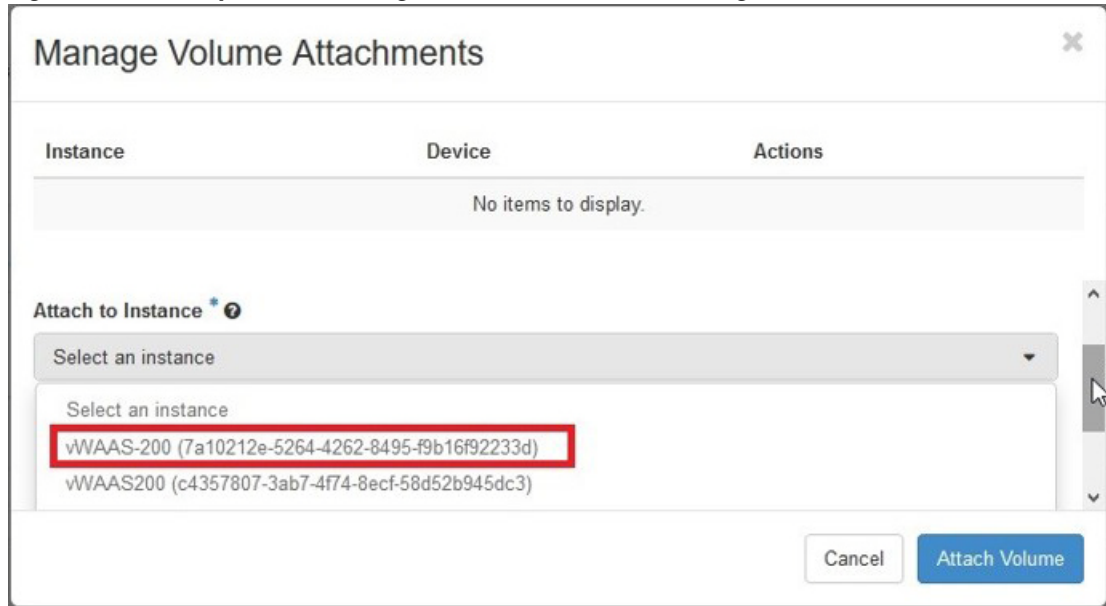 Manage Volume Attachments ×
Instance Device Actions
No items to display.
Attach to Instance * ?
Select an instance
Select an instance
vWAAS-200 (7a10212e-5264-4262-8495-f9b16f92233d)
vWAAS200 (c4357807-3ab7-4f74-8ecf-58d52b945dc3)
Cancel Attach Volume